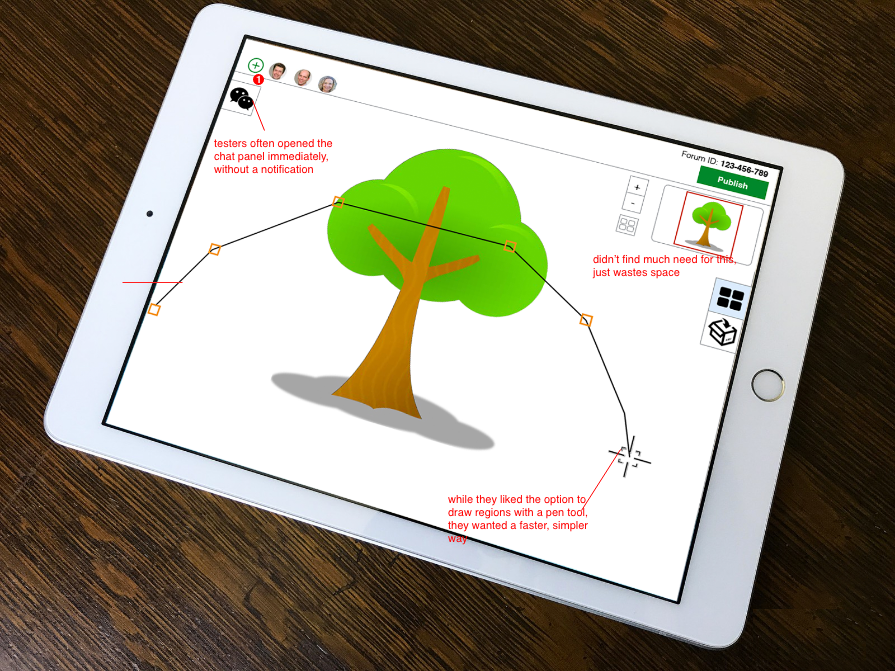 1
testers often opened the
chat panel immediately,
without a notification
Forum ID: 123-456-789
Publish
+
-
didn't find much need for this,
just wastes space
while they liked the option to
draw regions with a pen tool,
they wanted a faster, simpler
way